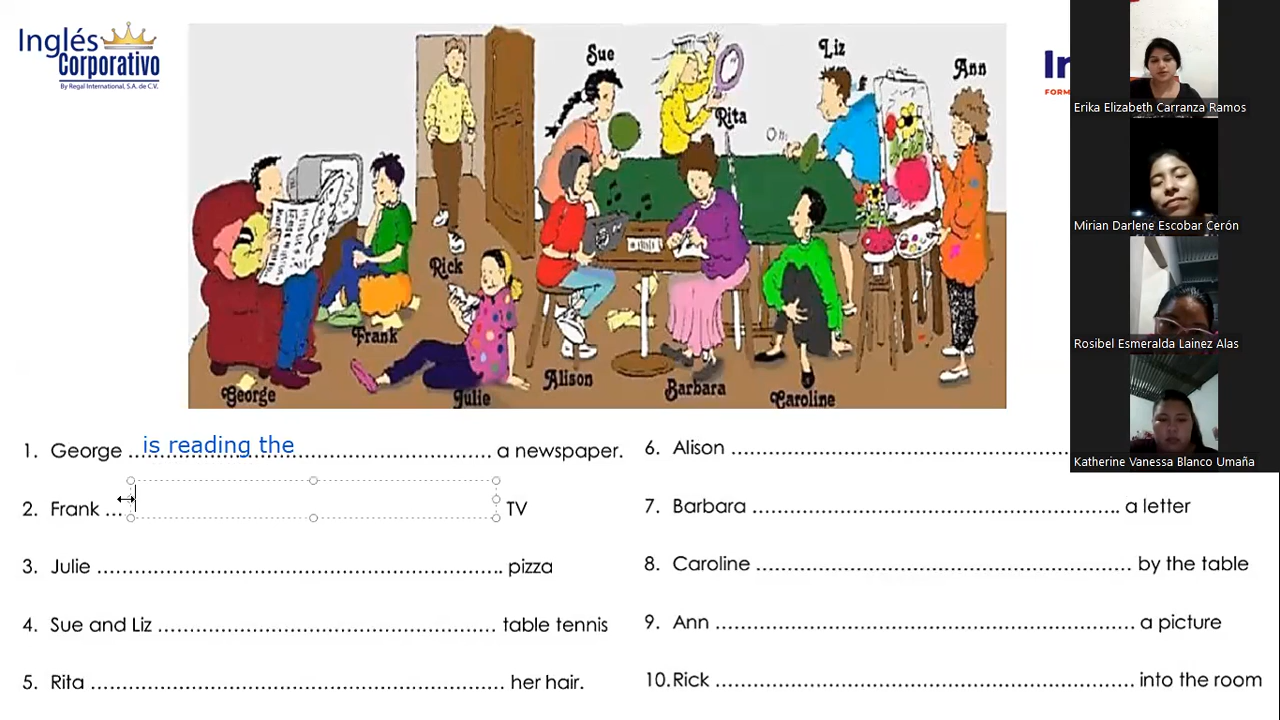 Inglés
Corporativo
By Regal International, S.A. de C.V.
Sue
Liz
Ann
Rita
Rick
Frank
George
Julie
Alison
Barbara
Caroline
1. George ... is reading the ... a newspaper.
2. Frank ... TV
3. Julie ... pizza
4. Sue and Liz ... table tennis
5. Rita ... her hair.
6. Alison ...
7. Barbara ... a letter
8. Caroline ... by the table
9. Ann ... a picture
10. Rick ... into the room
Erika Elizabeth Carranza Ramos
Mirian Darlene Escobar Cerón
Rosibel Esmeralda Lainez Alas
Katherine Vanessa Blanco Umaña